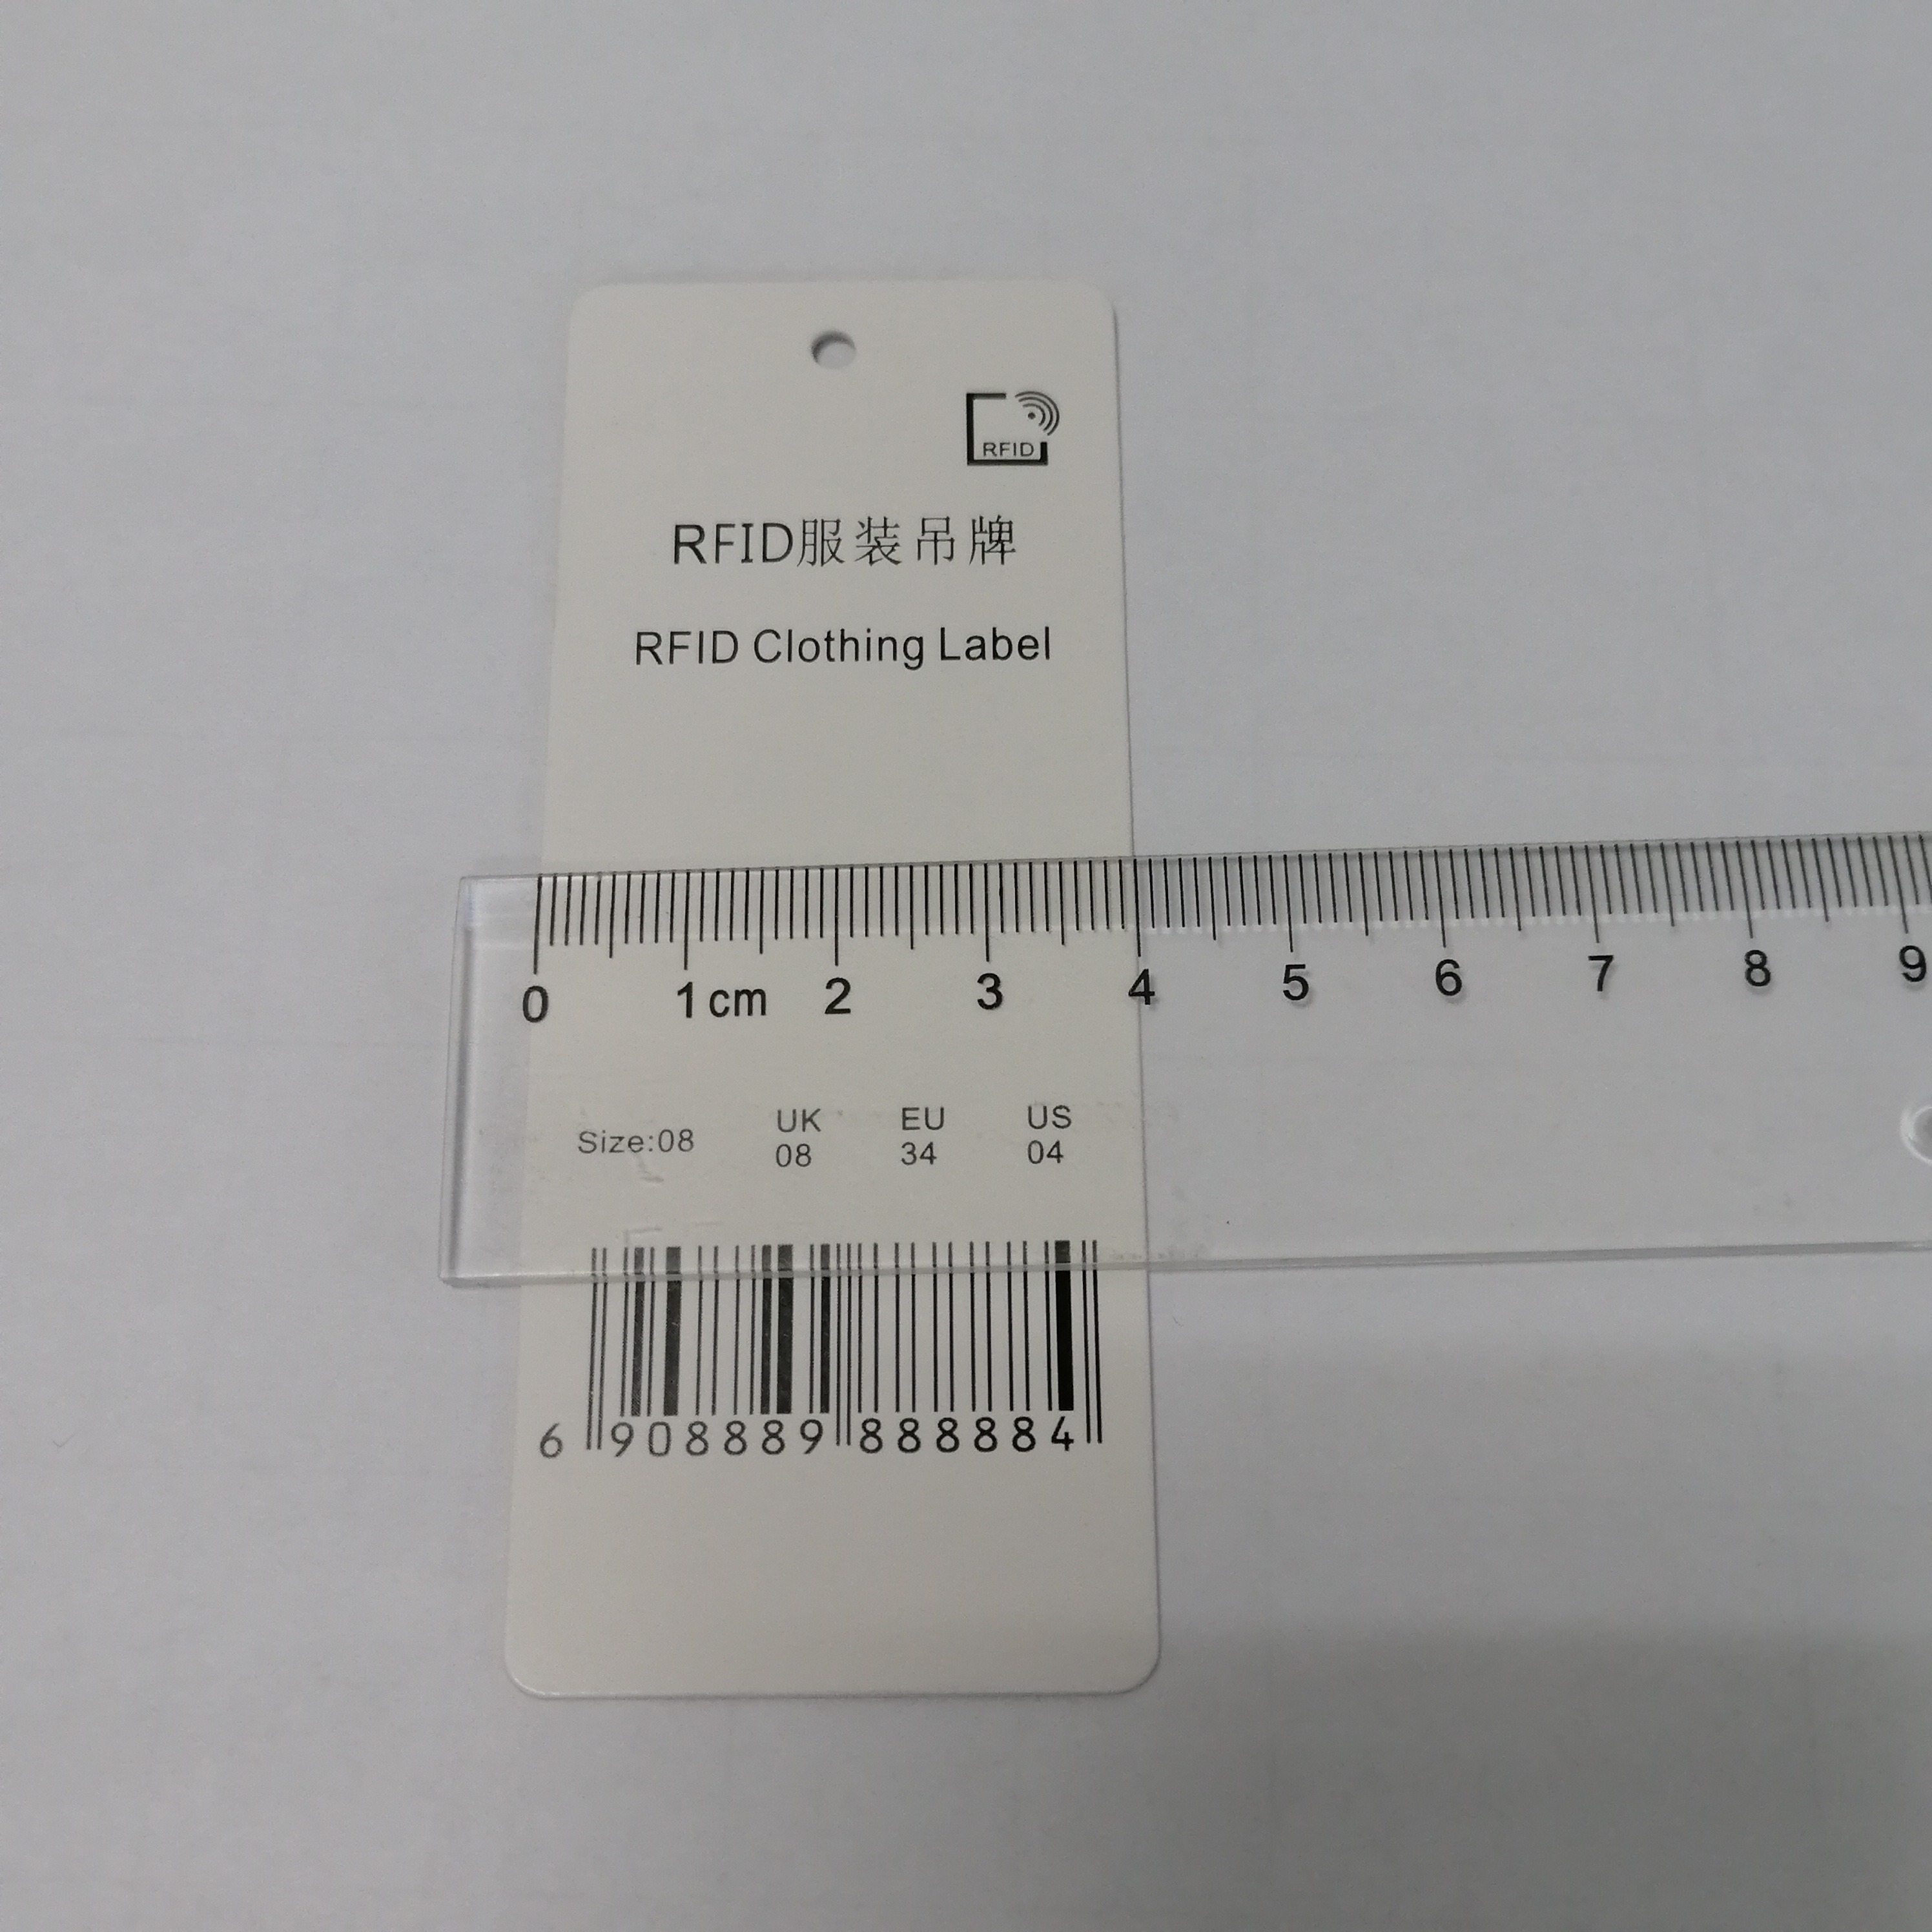 RFID
RFID服装吊牌
RFID Clothing Label
0 1cm 2 3 4 5 6 7 8 9
Size:08 UK EU US
08 34 04
6 908889 888884